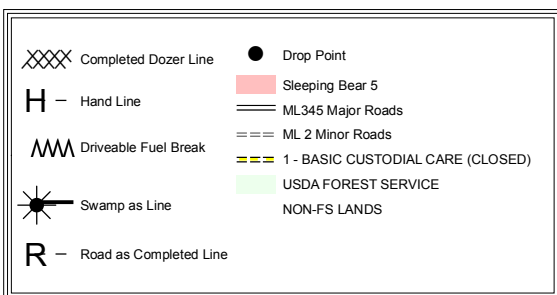 Completed Dozer Line
H – Hand Line
Driveable Fuel Break
Swamp as Line
R – Road as Completed Line
Drop Point
Sleeping Bear 5
ML345 Major Roads
ML 2 Minor Roads
1 - BASIC CUSTODIAL CARE (CLOSED)
USDA FOREST SERVICE
NON-FS LANDS